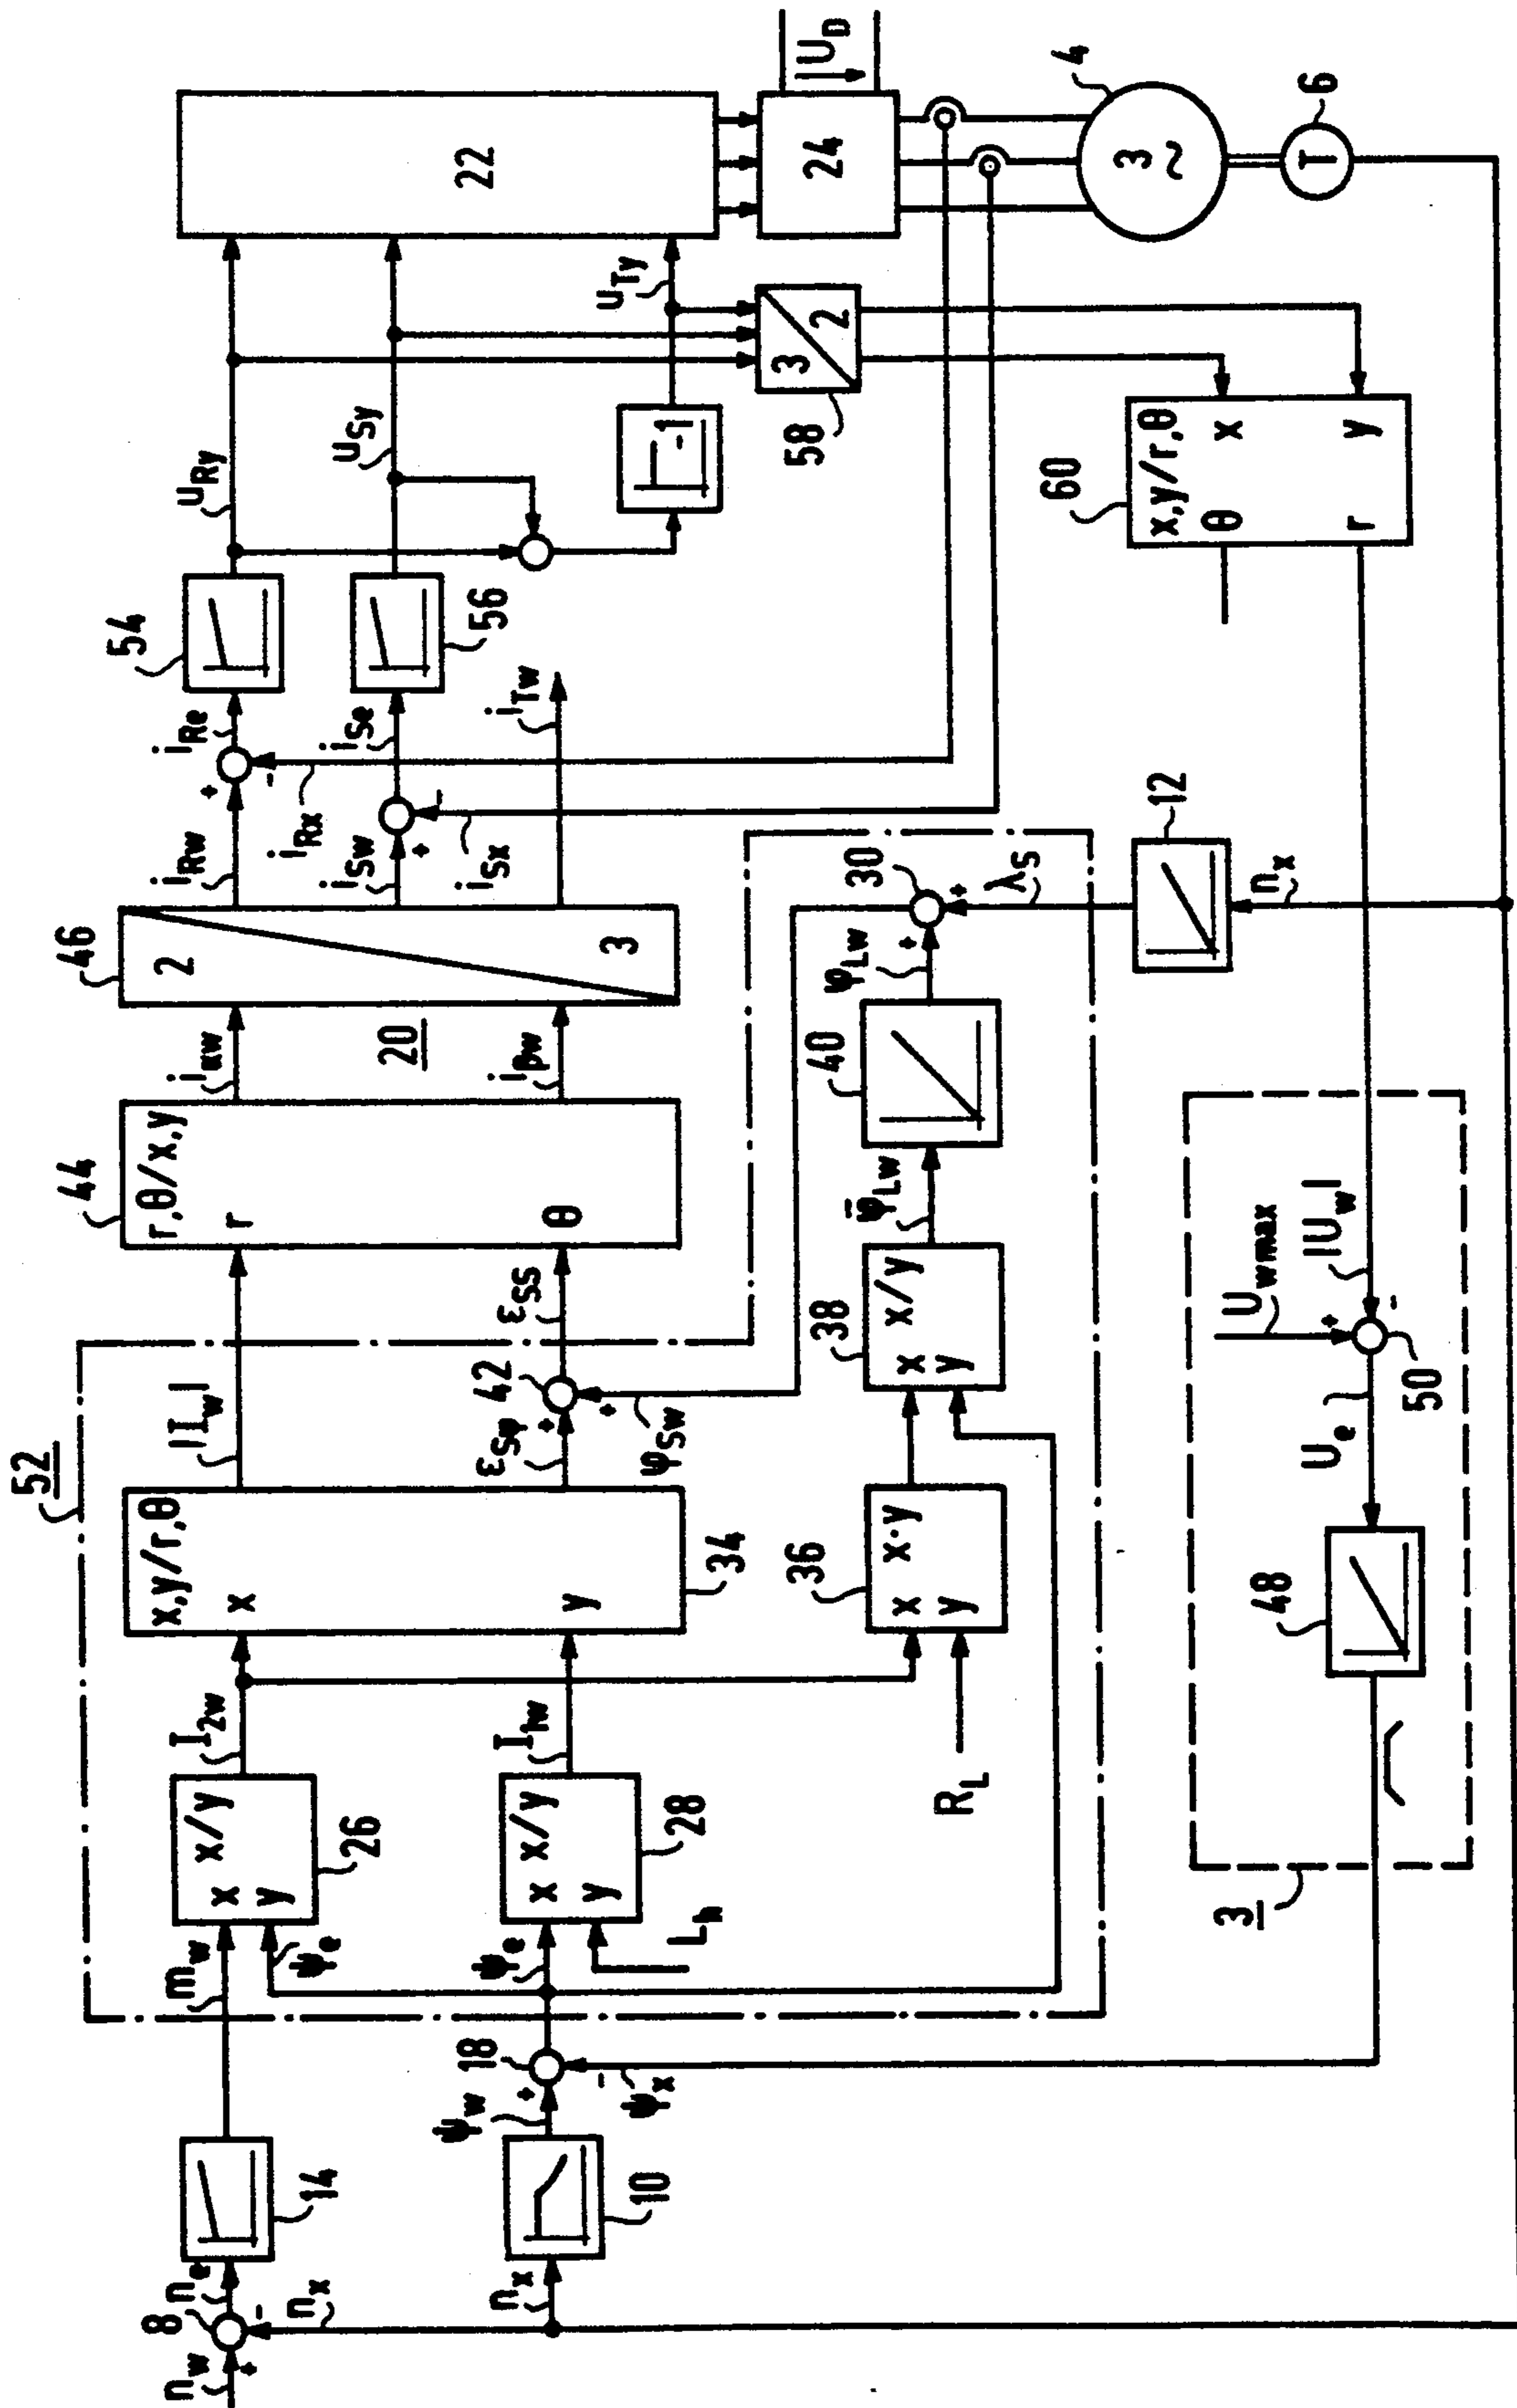 n_w
+
8
-
n_e
n_x
14
n_x
10
ψ_w
+
18
-
ψ_x
m_w
ψ_e
x x/y
y
26
I_2w
ψ_e
x x/y
y
28
L_h
I_1w
52
x,y/r,θ
x
y
34
R_L
x x·y
y
36
|I_w|
ε_Sψ
+
42
+
φ_Sw
ε_SS
x x/y
y
38
φ̇_Lw
40
φ_Lw
+
30
+
λ_S
12
n_x
44
r,θ/x,y
r
θ
20
i_αw
i_βw
46
2
3
i_Rw
+
-
i_Rx
i_Re
i_Sw
+
-
i_Sx
i_Se
i_Tw
54
56
u_Ry
u_Sy
-1
u_Ty
3
2
58
22
24
U_D
3
~
4
T
6
60
x,y/r,θ
θ
x
r
y
3
48
U_e
50
+
-
U_wmax
|U_w|